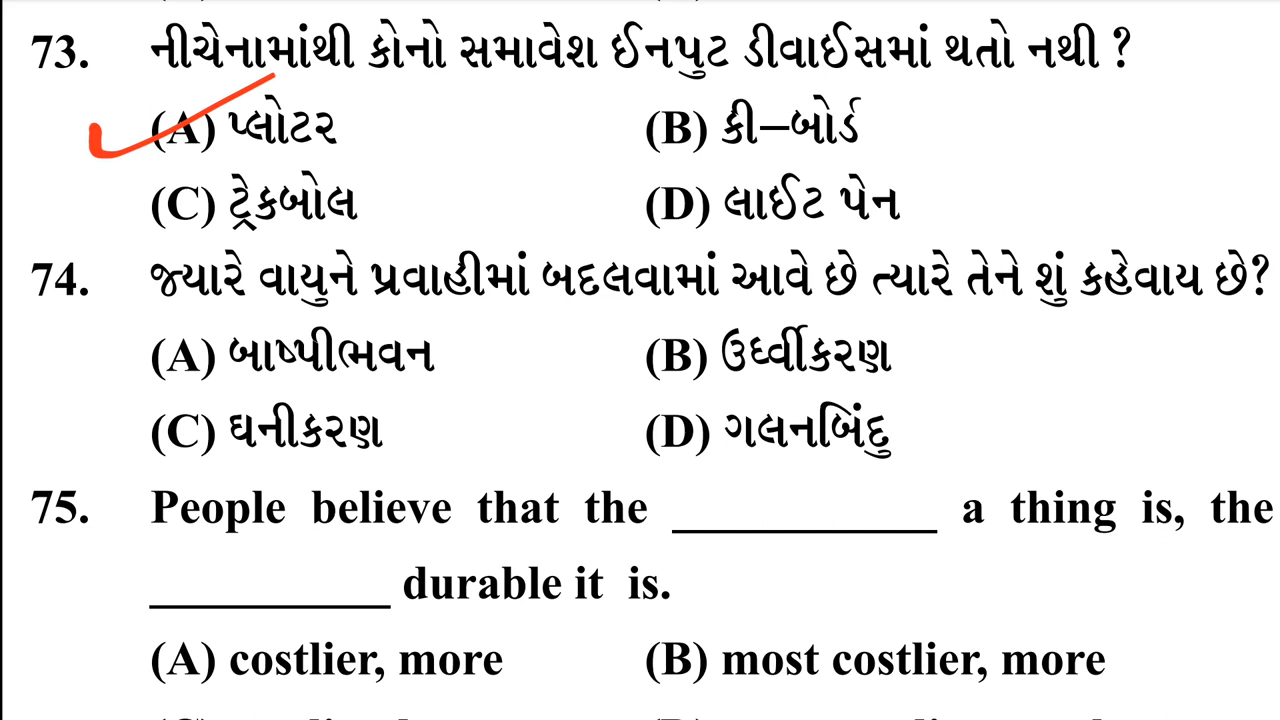 73. નીચેનામાંથી કોનો સમાવેશ ઈનપુટ ડીવાઈસમાં થતો નથી ?
(A) પ્લોટર (B) કી–બોર્ડ
(C) ટ્રેકબોલ (D) લાઈટ પેન
74. જ્યારે વાયુને પ્રવાહીમાં બદલવામાં આવે છે ત્યારે તેને શું કહેવાય છે?
(A) બાષ્પીભવન (B) ઉર્ધ્વીકરણ
(C) ઘનીકરણ (D) ગલનબિંદુ
75. People believe that the __________ a thing is, the
__________ durable it is.
(A) costlier, more (B) most costlier, more